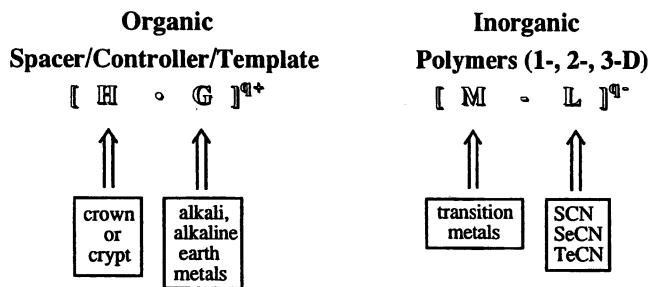 Organic
Spacer/Controller/Template
[ H · G ]q+
crown
or
crypt
alkali,
alkaline
earth
metals
Inorganic
Polymers (1-, 2-, 3-D)
[ M - L ]q-
transition
metals
SCN
SeCN
TeCN